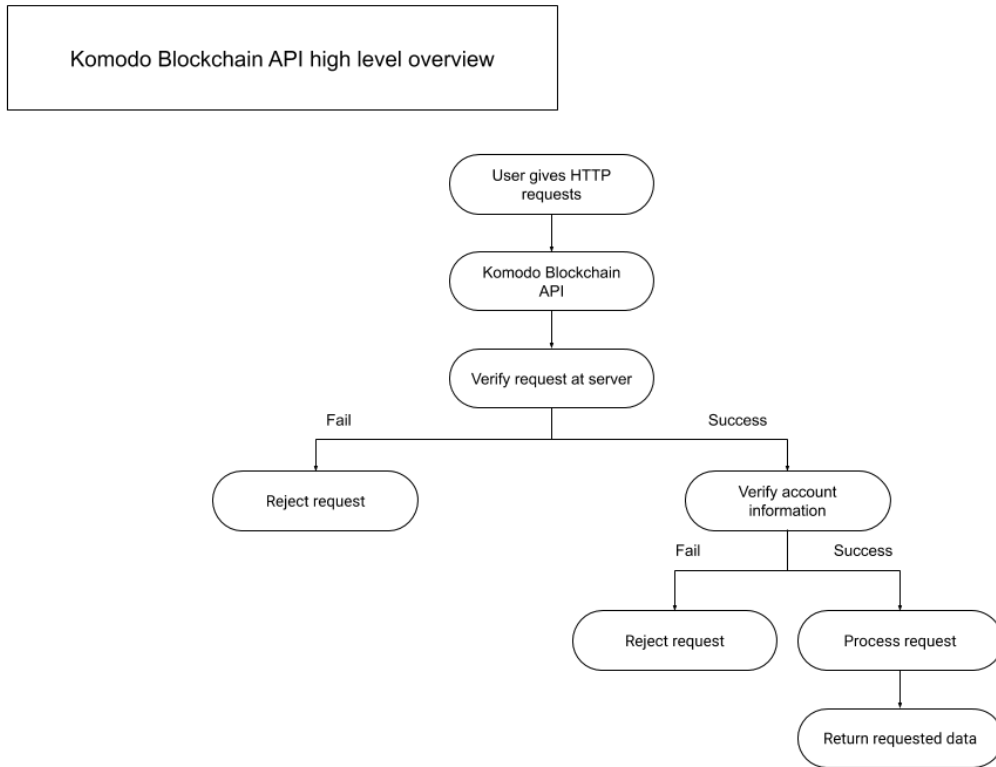 Komodo Blockchain API high level overview
User gives HTTP
requests
Komodo Blockchain
API
Verify request at server
Fail
Success
Reject request
Verify account
information
Fail
Success
Reject request
Process request
Return requested data